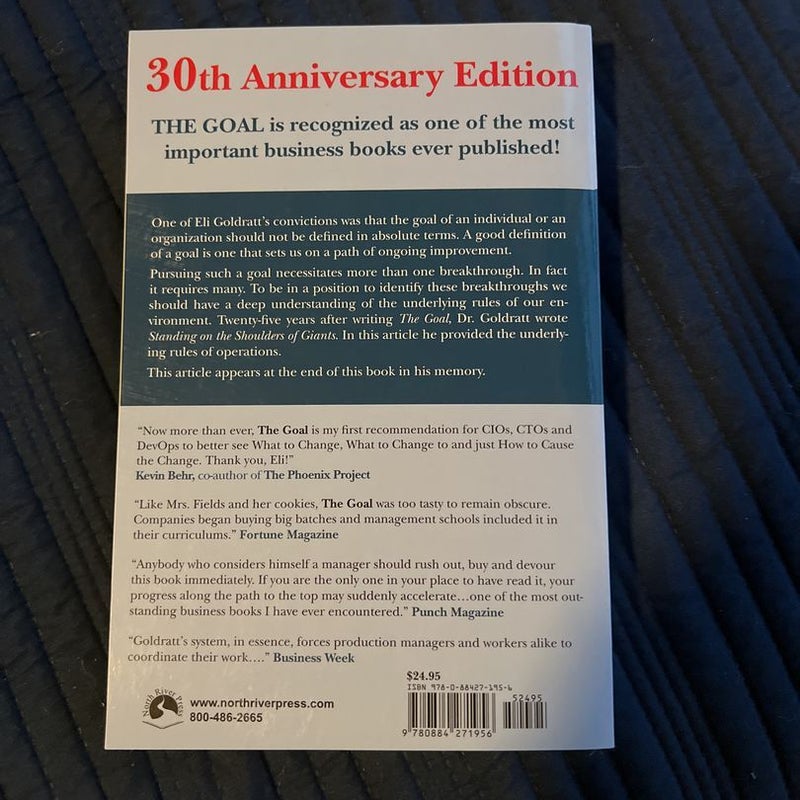 30th Anniversary Edition
THE GOAL is recognized as one of the most
important business books ever published!
One of Eli Goldratt's convictions was that the goal of an individual or an
organization should not be defined in absolute terms. A good definition
of a goal is one that sets us on a path of ongoing improvement.
Pursuing such a goal necessitates more than one breakthrough. In fact
it requires many. To be in a position to identify these breakthroughs we
should have a deep understanding of the underlying rules of our en-
vironment. Twenty-five years after writing The Goal, Dr. Goldratt wrote
Standing on the Shoulders of Giants. In this article he provided the underly-
ing rules of operations.
This article appears at the end of this book in his memory.
"Now more than ever, The Goal is my first recommendation for CIOs, CTOs and
DevOps to better see What to Change, What to Change to and just How to Cause
the Change. Thank you, Eli!"
Kevin Behr, co-author of The Phoenix Project
"Like Mrs. Fields and her cookies, The Goal was too tasty to remain obscure.
Companies began buying big batches and management schools included it in
their curriculums." Fortune Magazine
"Anybody who considers himself a manager should rush out, buy and devour
this book immediately. If you are the only one in your place to have read it, your
progress along the path to the top may suddenly accelerate…one of the most out-
standing business books I have ever encountered." Punch Magazine
"Goldratt's system, in essence, forces production managers and workers alike to
coordinate their work…." Business Week
North River Press
www.northriverpress.com
800-486-2665
$24.95
ISBN 978-0-88427-195-6
52495
9 780884 271956